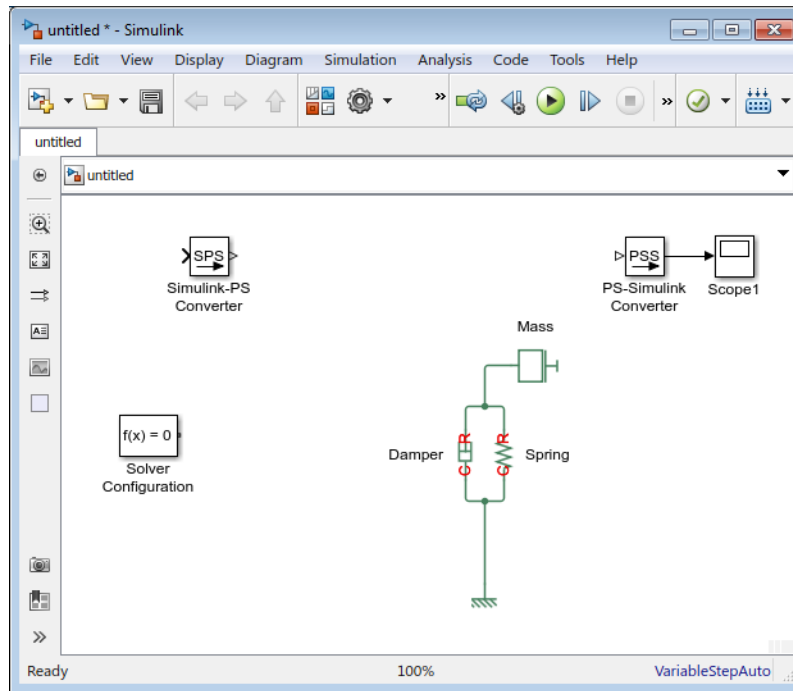 untitled * - Simulink
File Edit View Display Diagram Simulation Analysis Code Tools Help
untitled
untitled
SPS
Simulink-PS
Converter
PSS
PS-Simulink
Converter
Scope1
Mass
f(x) = 0
Solver
Configuration
Damper
R
C
R
C
Spring
Ready 100% VariableStepAuto